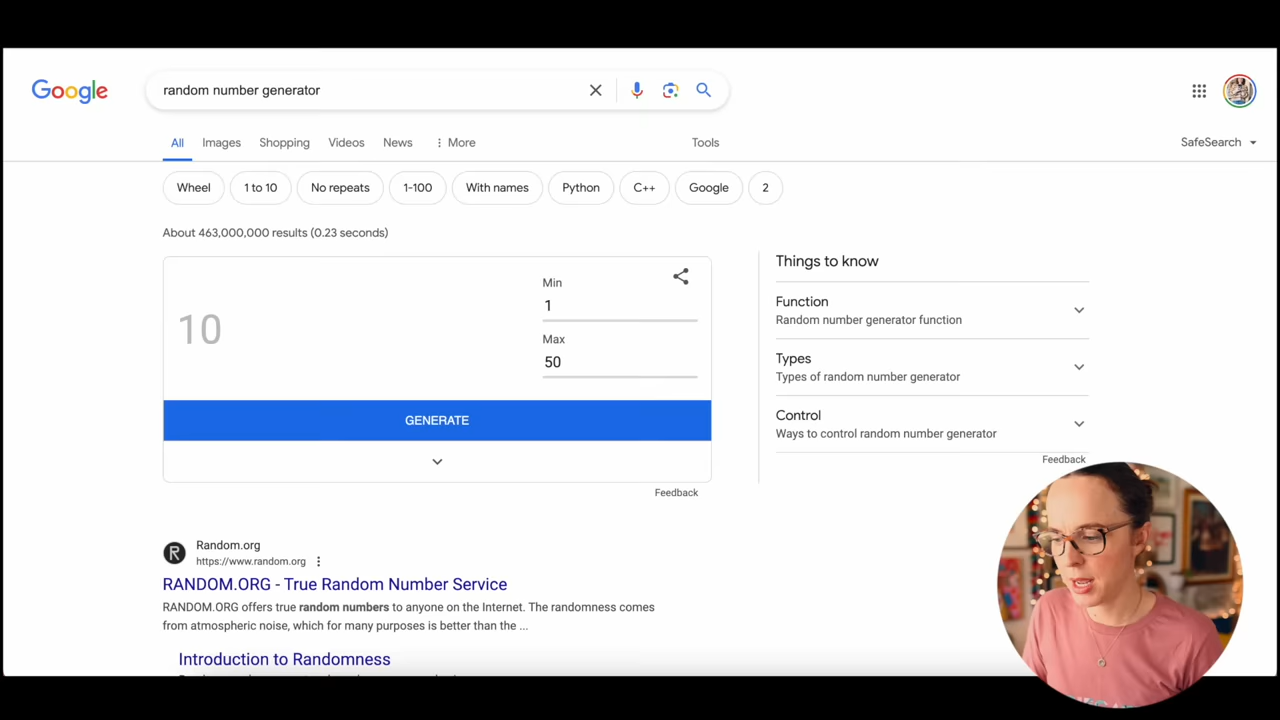 Google
random number generator
All Images Shopping Videos News More Tools SafeSearch
Wheel 1 to 10 No repeats 1-100 With names Python C++ Google 2
About 463,000,000 results (0.23 seconds)
10
Min
1
Max
50
GENERATE
Feedback
Things to know
Function
Random number generator function
Types
Types of random number generator
Control
Ways to control random number generator
Feedback
R
Random.org
https://www.random.org
RANDOM.ORG - True Random Number Service
RANDOM.ORG offers true random numbers to anyone on the Internet. The randomness comes
from atmospheric noise, which for many purposes is better than the ...
Introduction to Randomness